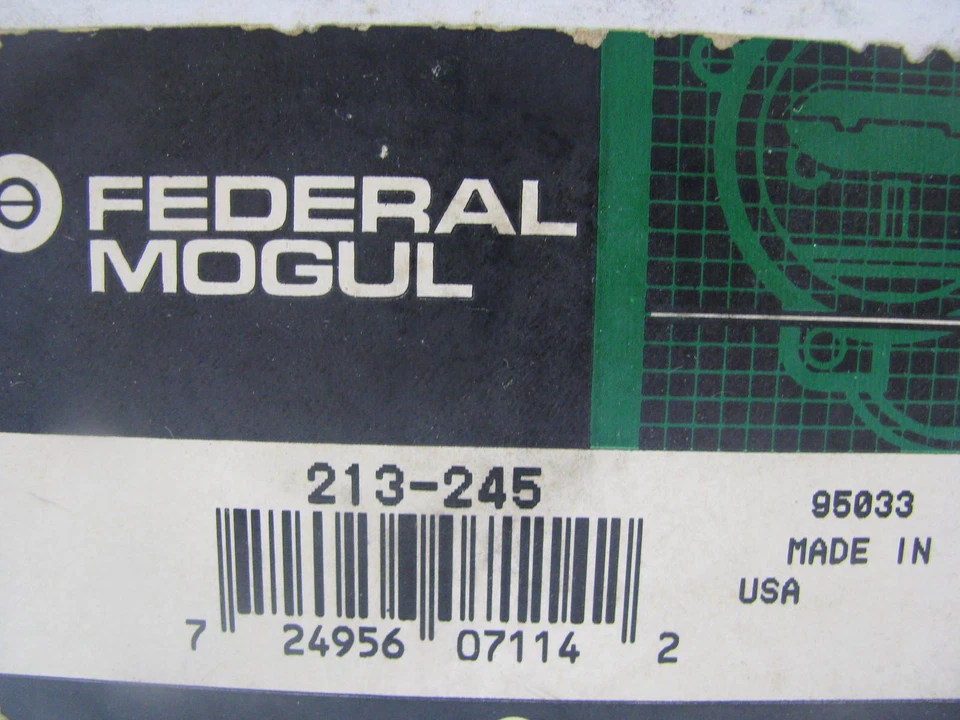 FEDERAL
MOGUL
213-245
95033
MADE IN
USA
7 24956 07114 2